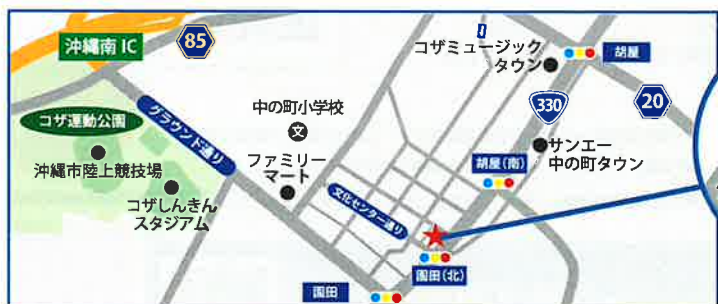 沖縄南 IC
85
コザミュージック
タウン
胡屋
330
20
コザ運動公園
グラウンド通り
中の町小学校
文
サンエー
中の町タウン
沖縄市陸上競技場
ファミリー
マート
胡屋(南)
コザしんきん
スタジアム
文化センター通り
園田(北)
園田